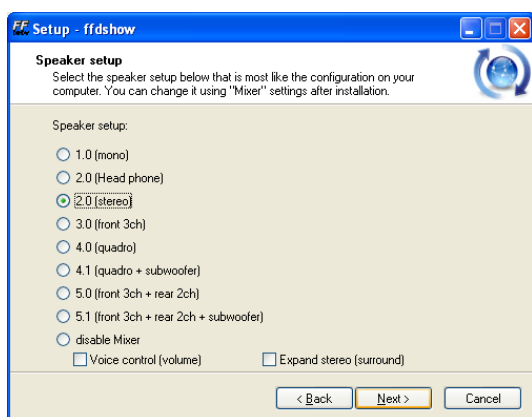 FF Setup - ffdshow
Speaker setup
Select the speaker setup below that is most like the configuration on your
computer. You can change it using "Mixer" settings after installation.
Speaker setup:
1.0 (mono)
2.0 (Head phone)
2.0 (stereo)
3.0 (front 3ch)
4.0 (quadro)
4.1 (quadro + subwoofer)
5.0 (front 3ch + rear 2ch)
5.1 (front 3ch + rear 2ch + subwoofer)
disable Mixer
Voice control (volume) Expand stereo (surround)
< Back Next > Cancel